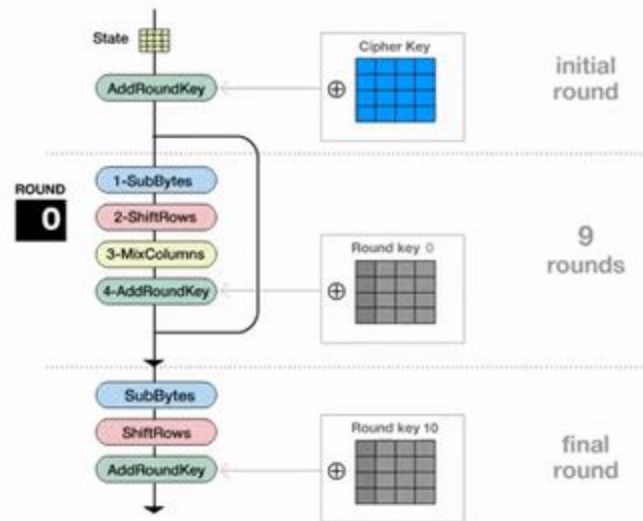 State
Cipher Key
initial
round
AddRoundKey
ROUND
0
1-SubBytes
2-ShiftRows
3-MixColumns
4-AddRoundKey
Round key 0
9
rounds
SubBytes
ShiftRows
AddRoundKey
Round key 10
final
round